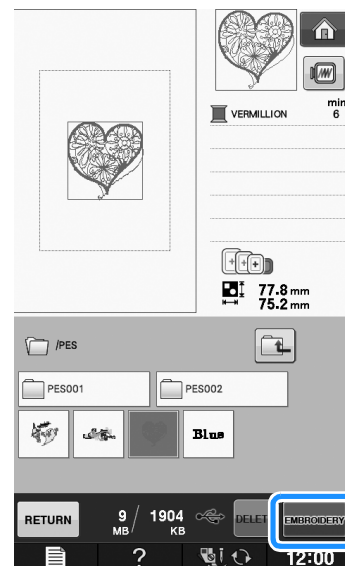 VERMILLION
min
6
77.8 mm
75.2 mm
/PES
PES001
PES002
Blue
RETURN
9 MB / 1904 KB
DELET
EMBROIDERY
?
12:00